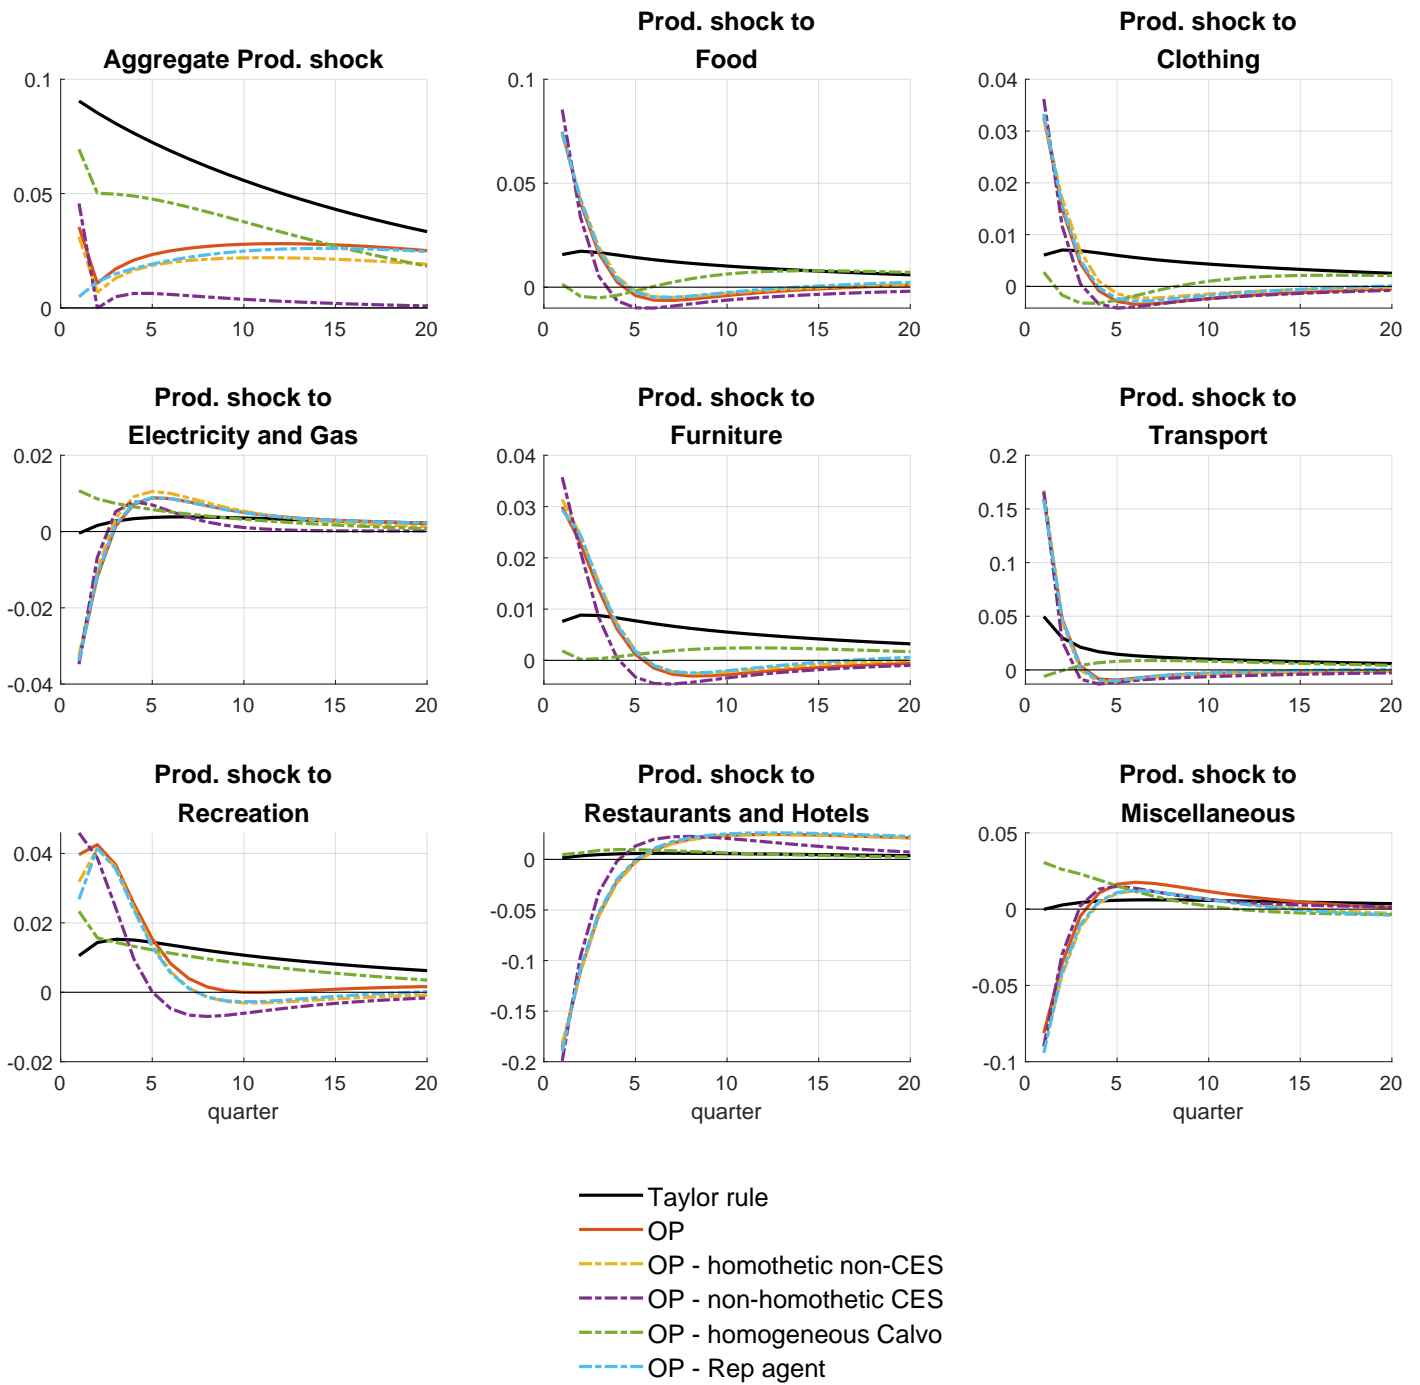 Aggregate Prod. shock
0.1
0.05
0
0 5 10 15 20
Prod. shock to
Food
0.1
0.05
0
0 5 10 15 20
Prod. shock to
Clothing
0.04
0.03
0.02
0.01
0
0 5 10 15 20
Prod. shock to
Electricity and Gas
0.02
0
-0.02
-0.04
0 5 10 15 20
Prod. shock to
Furniture
0.04
0.03
0.02
0.01
0
0 5 10 15 20
Prod. shock to
Transport
0.2
0.15
0.1
0.05
0
0 5 10 15 20
Prod. shock to
Recreation
0.04
0.02
0
-0.02
0 5 10 15 20
quarter
Prod. shock to
Restaurants and Hotels
0
-0.05
-0.1
-0.15
-0.2
0 5 10 15 20
quarter
Prod. shock to
Miscellaneous
0.05
0
-0.05
-0.1
0 5 10 15 20
quarter
Taylor rule
OP
OP - homothetic non-CES
OP - non-homothetic CES
OP - homogeneous Calvo
OP - Rep agent